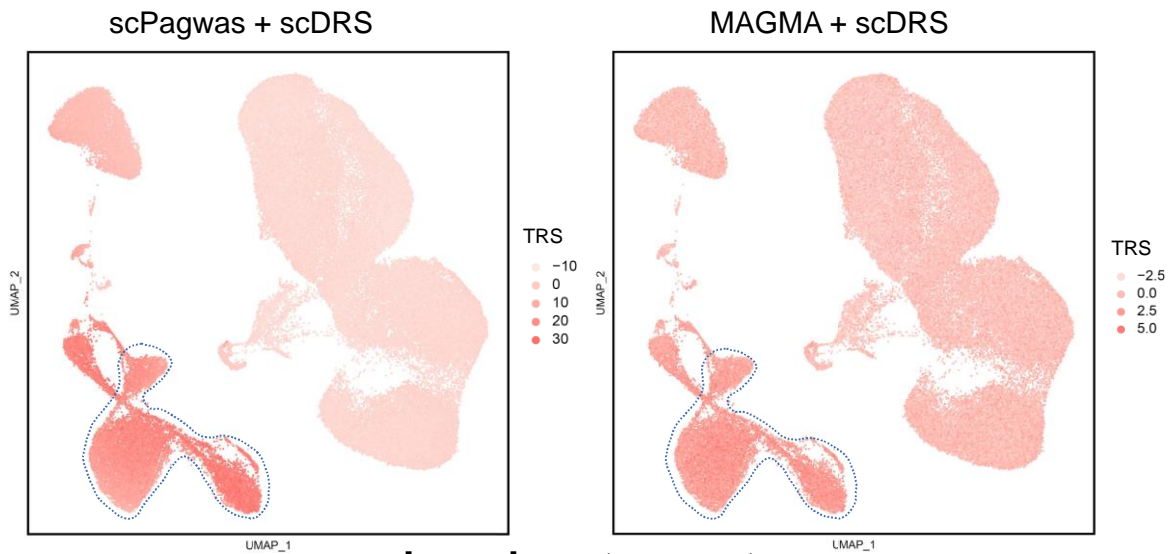 scPagwas + scDRS
MAGMA + scDRS
UMAP_2
TRS
−10
0
10
20
30
UMAP_1
UMAP_2
TRS
−2.5
0.0
2.5
5.0
UMAP_1